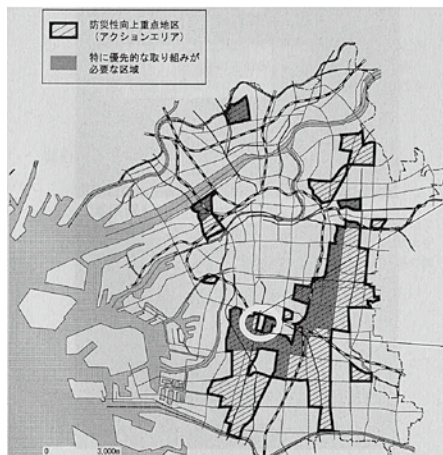 防災性向上重点地区
(アクションエリア)
特に優先的な取り組みが
必要な区域
0 3,000m